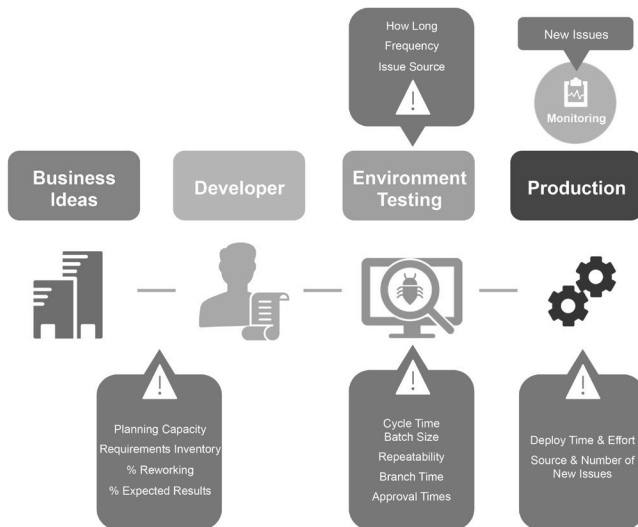 How Long
Frequency
Issue Source
New Issues
Monitoring
Business
Ideas
Developer
Environment
Testing
Production
Planning Capacity
Requirements Inventory
% Reworking
% Expected Results
Cycle Time
Batch Size
Repeatability
Branch Time
Approval Times
Deploy Time & Effort
Source & Number of
New Issues